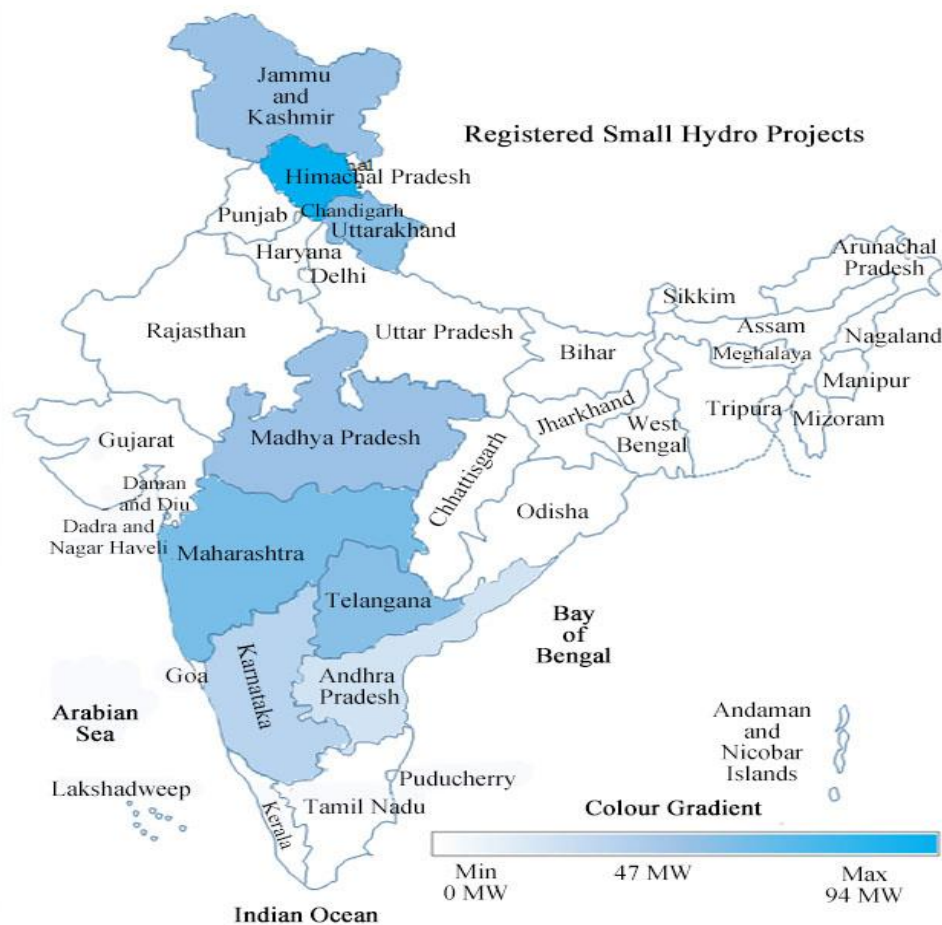 Jammu
and
Kashmir
Registered Small Hydro Projects
Himachal Pradesh
Punjab
Chandigarh
Uttarakhand
Haryana
Delhi
Arunachal
Pradesh
Sikkim
Rajasthan
Uttar Pradesh
Assam
Nagaland
Bihar
Meghalaya
Manipur
Jharkhand
West
Bengal
Tripura
Mizoram
Gujarat
Madhya Pradesh
Chhattisgarh
Daman
and Diu
Dadra and
Nagar Haveli
Odisha
Maharashtra
Telangana
Bay
of
Bengal
Goa
Karnataka
Andhra
Pradesh
Arabian
Sea
Andaman
and
Nicobar
Islands
Lakshadweep
Puducherry
Tamil Nadu
Kerala
Colour Gradient
Min
0 MW
47 MW
Max
94 MW
Indian Ocean